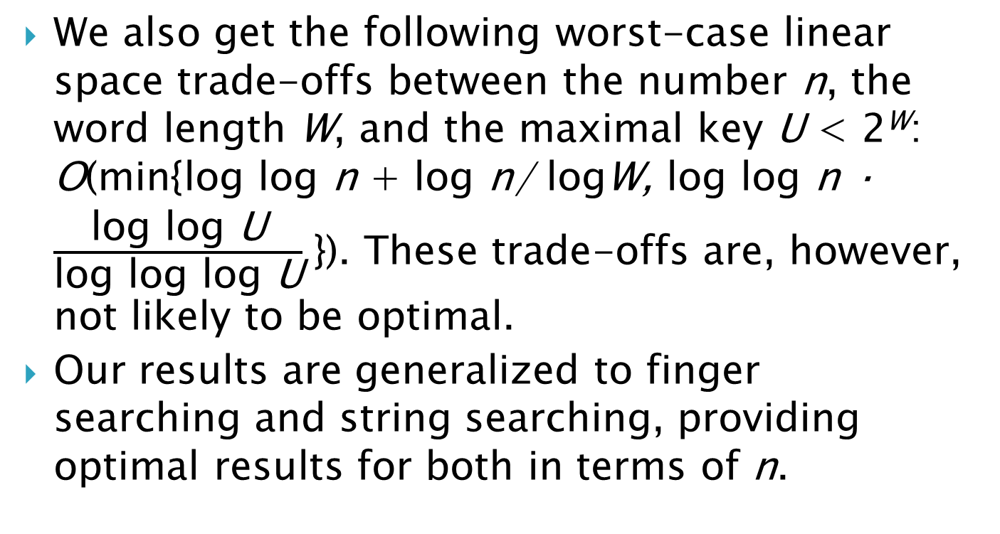 We also get the following worst-case linear
space trade-offs between the number n, the
word length W, and the maximal key U < 2^W:
O(min{log log n + log n/ log W, log log n ·
log log U
log log log U
}). These trade-offs are, however,
not likely to be optimal.
Our results are generalized to finger
searching and string searching, providing
optimal results for both in terms of n.